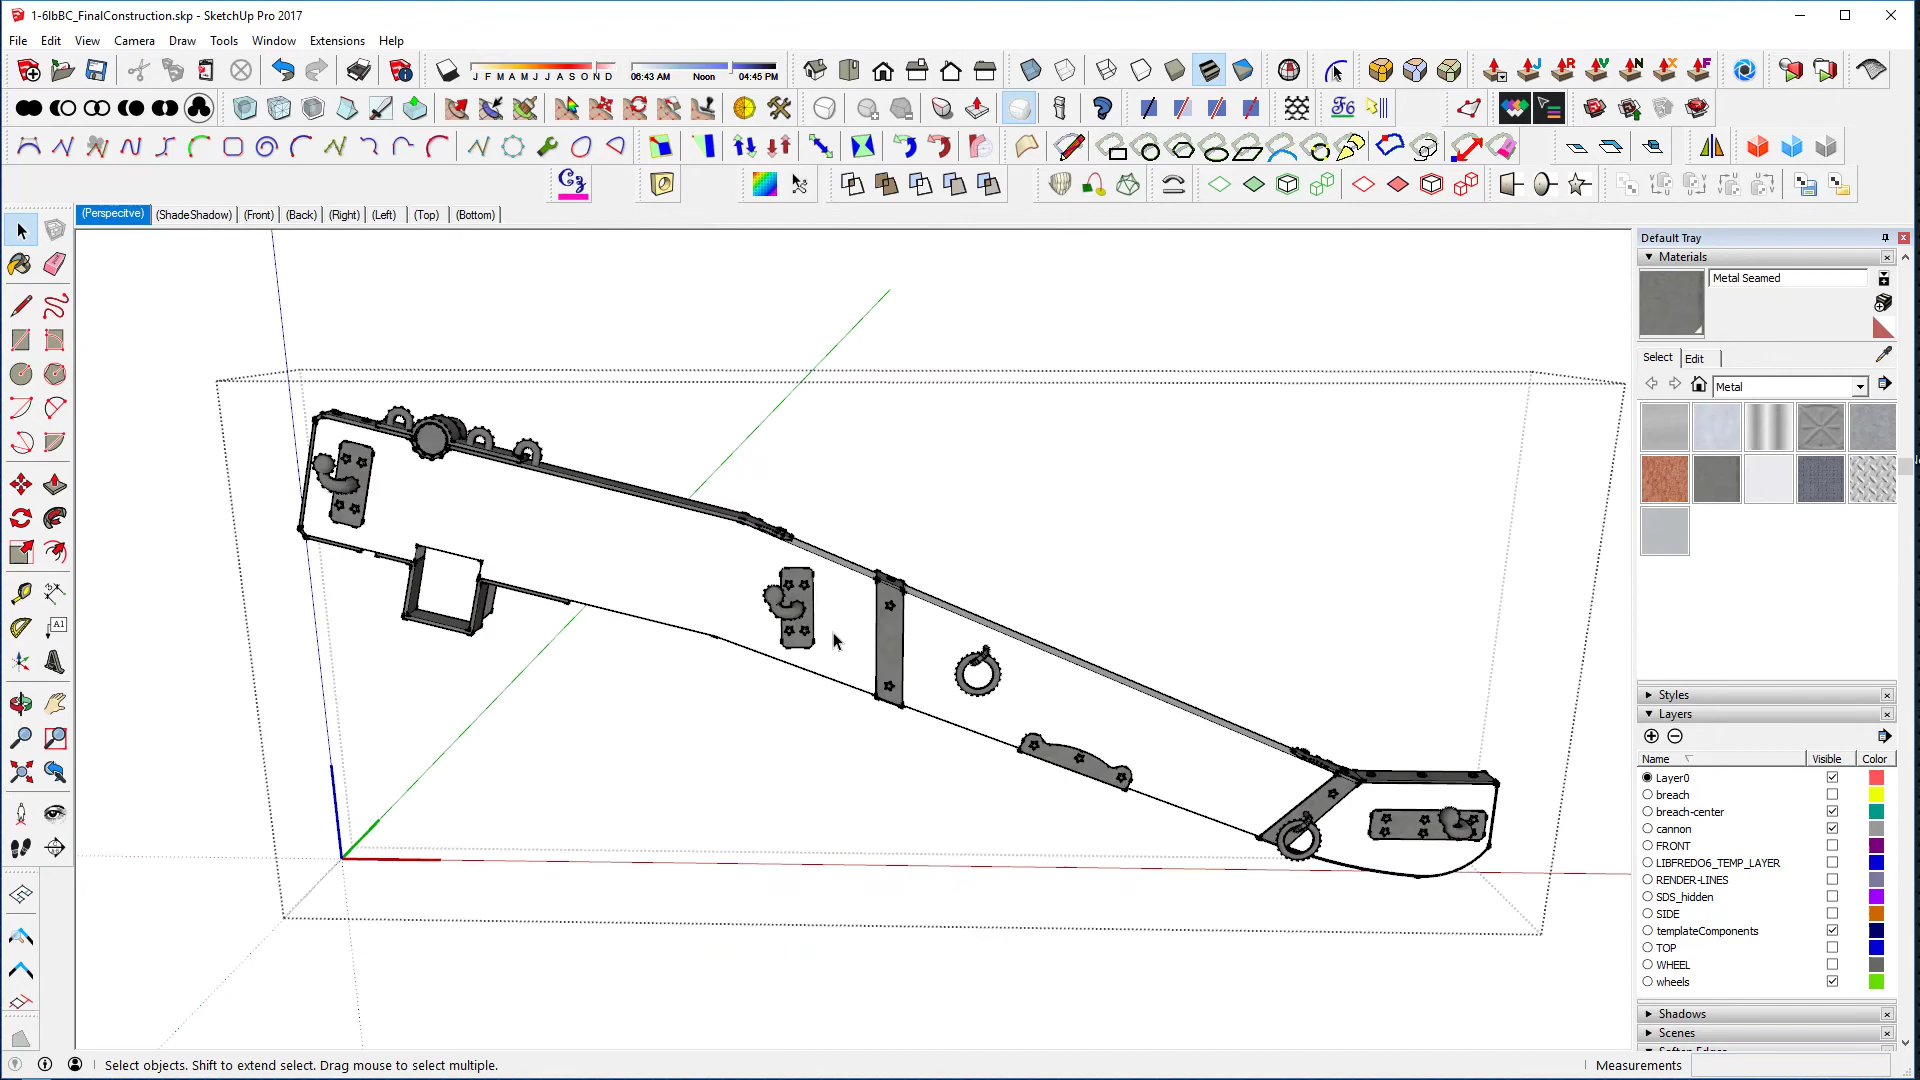 1-6lbBC_FinalConstruction.skp - SketchUp Pro 2017
File Edit View Camera Draw Tools Window Extensions Help
J F M A M J J A S O N D 06:43 AM Noon 04:45 PM
J R V N X F
F6
Cz
(Perspecitve) (ShadeShadow) (Front) (Back) (Right) (Left) (Top) (Bottom)
A1
Default Tray
Materials
Metal Seamed
Select Edit
Metal
Styles
Layers
Name Visible Color
Layer0
breach
breach-center
cannon
FRONT
LIBFREDO6_TEMP_LAYER
RENDER-LINES
SDS_hidden
SIDE
templateComponents
TOP
WHEEL
wheels
Shadows
Scenes
Select objects. Shift to extend select. Drag mouse to select multiple.
Measurements